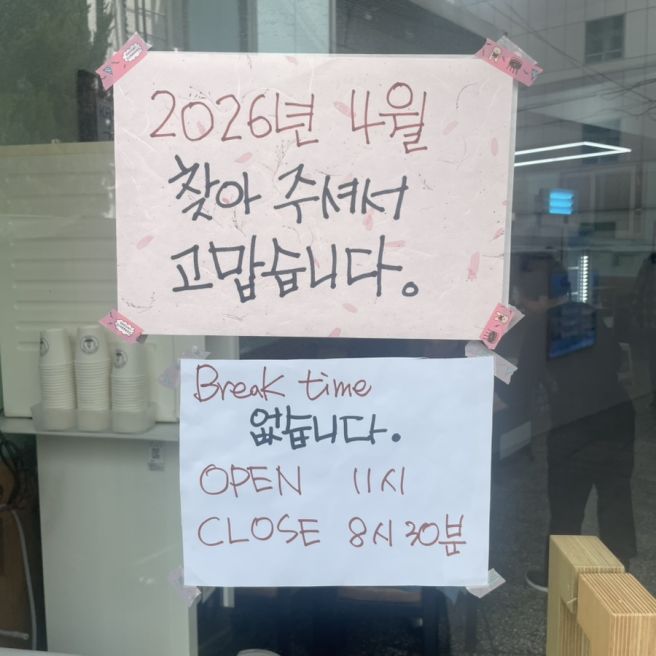 2026년 4월
찾아 주셔서
고맙습니다.
Break time
없습니다.
OPEN 11시
CLOSE 8시 30분